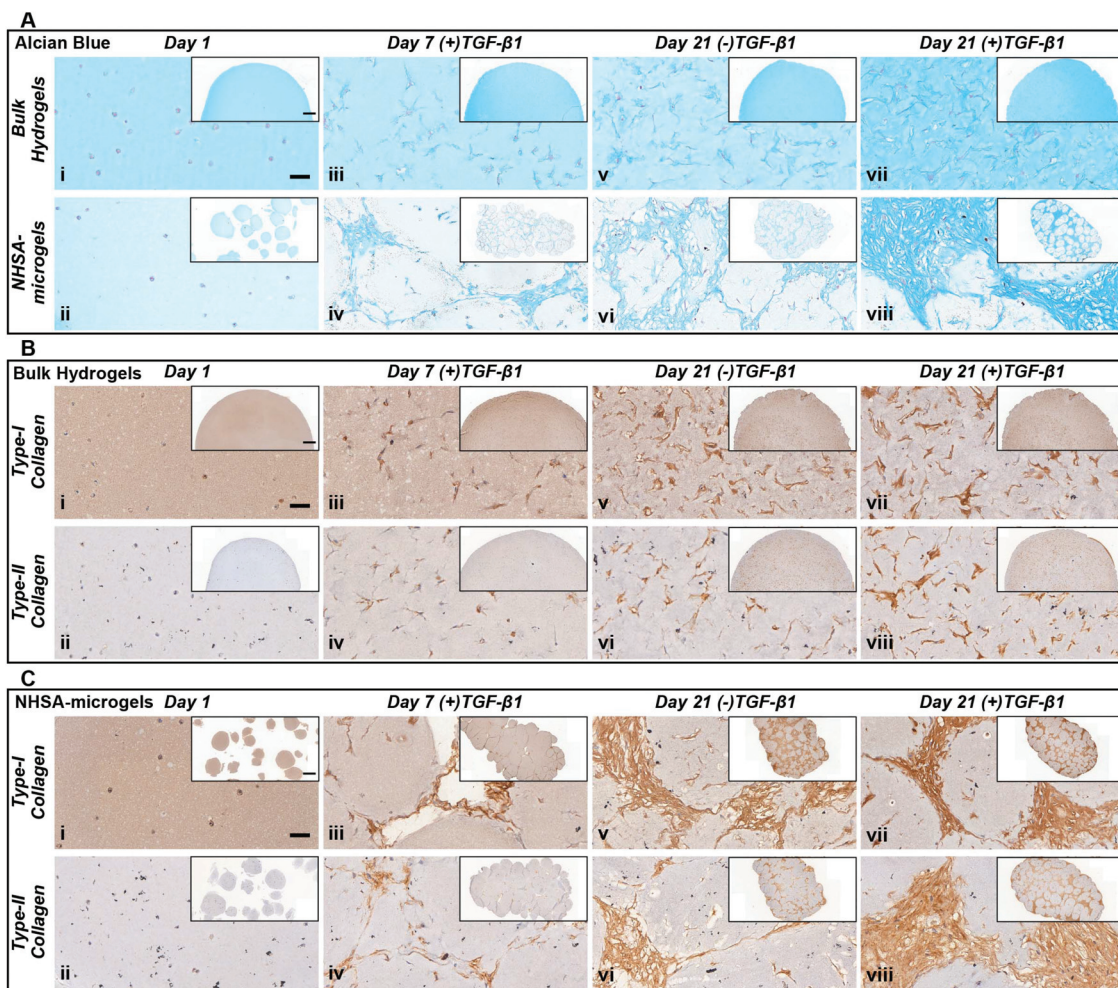 A
Alcian Blue Day 1 Day 7 (+)TGF-β1 Day 21 (-)TGF-β1 Day 21 (+)TGF-β1
Bulk
Hydrogels
i iii v vii
NHSA-
microgels
ii iv vi viii
B
Bulk Hydrogels Day 1 Day 7 (+)TGF-β1 Day 21 (-)TGF-β1 Day 21 (+)TGF-β1
Type-I
Collagen
i iii v vii
Type-II
Collagen
ii iv vi viii
C
NHSA-microgels Day 1 Day 7 (+)TGF-β1 Day 21 (-)TGF-β1 Day 21 (+)TGF-β1
Type-I
Collagen
i iii v vii
Type-II
Collagen
ii iv vi viii